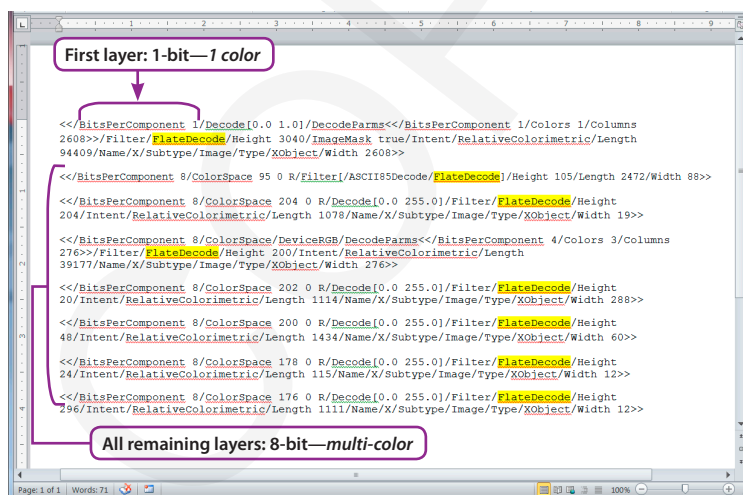 L
1 2 3 4 5 6 7 8 9
First layer: 1-bit—1 color
<</BitsPerComponent 1/Decode[0.0 1.0]/DecodeParms<</BitsPerComponent 1/Colors 1/Columns
2608>>/Filter/FlateDecode/Height 3040/ImageMask true/Intent/RelativeColorimetric/Length
94409/Name/X/Subtype/Image/Type/XObject/Width 2608>>
<</BitsPerComponent 8/ColorSpace 95 0 R/Filter[/ASCII85Decode/FlateDecode]/Height 105/Length 2472/Width 88>>
<</BitsPerComponent 8/ColorSpace 204 0 R/Decode[0.0 255.0]/Filter/FlateDecode/Height
204/Intent/RelativeColorimetric/Length 1078/Name/X/Subtype/Image/Type/XObject/Width 19>>
<</BitsPerComponent 8/ColorSpace/DeviceRGB/DecodeParms<</BitsPerComponent 4/Colors 3/Columns
276>>/Filter/FlateDecode/Height 200/Intent/RelativeColorimetric/Length
39177/Name/X/Subtype/Image/Type/XObject/Width 276>>
<</BitsPerComponent 8/ColorSpace 202 0 R/Decode[0.0 255.0]/Filter/FlateDecode/Height
20/Intent/RelativeColorimetric/Length 1114/Name/X/Subtype/Image/Type/XObject/Width 288>>
<</BitsPerComponent 8/ColorSpace 200 0 R/Decode[0.0 255.0]/Filter/FlateDecode/Height
48/Intent/RelativeColorimetric/Length 1434/Name/X/Subtype/Image/Type/XObject/Width 60>>
<</BitsPerComponent 8/ColorSpace 178 0 R/Decode[0.0 255.0]/Filter/FlateDecode/Height
24/Intent/RelativeColorimetric/Length 115/Name/X/Subtype/Image/Type/XObject/Width 12>>
<</BitsPerComponent 8/ColorSpace 176 0 R/Decode[0.0 255.0]/Filter/FlateDecode/Height
296/Intent/RelativeColorimetric/Length 1111/Name/X/Subtype/Image/Type/XObject/Width 12>>
All remaining layers: 8-bit—multi-color
Page: 1 of 1 Words: 71 100%